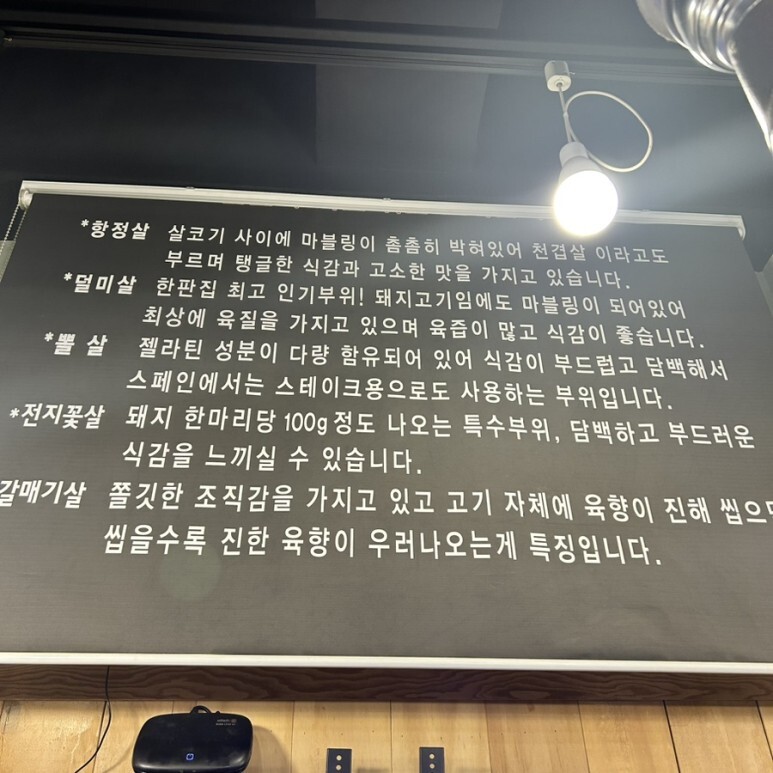 *항정살 살코기 사이에 마블링이 촘촘히 박혀있어 천겹살 이라고도
부르며 탱글한 식감과 고소한 맛을 가지고 있습니다.
*덜미살 한판집 최고 인기부위! 돼지고기임에도 마블링이 되어있어
최상에 육질을 가지고 있으며 육즙이 많고 식감이 좋습니다.
*뽈 살 젤라틴 성분이 다량 함유되어 있어 식감이 부드럽고 담백해서
스페인에서는 스테이크용으로도 사용하는 부위입니다.
*전지꽃살 돼지 한마리당 100g정도 나오는 특수부위, 담백하고 부드러운
식감을 느끼실 수 있습니다.
갈매기살 쫄깃한 조직감을 가지고 있고 고기 자체에 육향이 진해 씹으면
씹을수록 진한 육향이 우러나오는게 특징입니다.